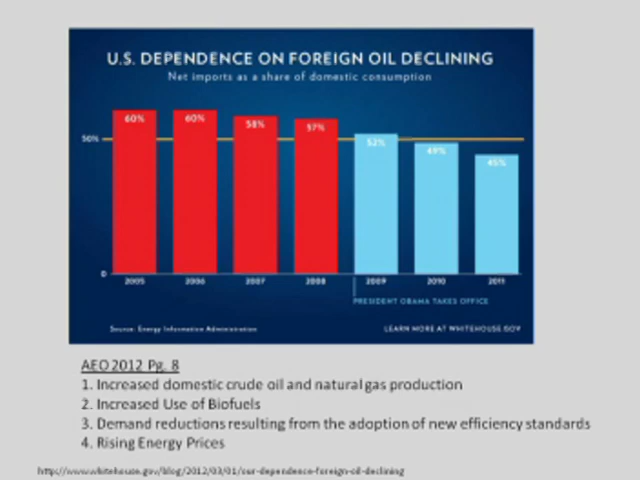 U.S. DEPENDENCE ON FOREIGN OIL DECLINING
Net imports as a share of domestic consumption
60% 60% 58% 57% 52% 49% 45%
50%
0
2005 2006 2007 2008 2009 2010 2011
PRESIDENT OBAMA TAKES OFFICE
Source: Energy Information Administration LEARN MORE AT WHITEHOUSE.GOV
AEO2012 Pg. 8
1. Increased domestic crude oil and natural gas production
2. Increased Use of Biofuels
3. Demand reductions resulting from the adoption of new efficiency standards
4. Rising Energy Prices
http://www.whitehouse.gov/blog/2012/03/01/our-dependence-foreign-oil-declining